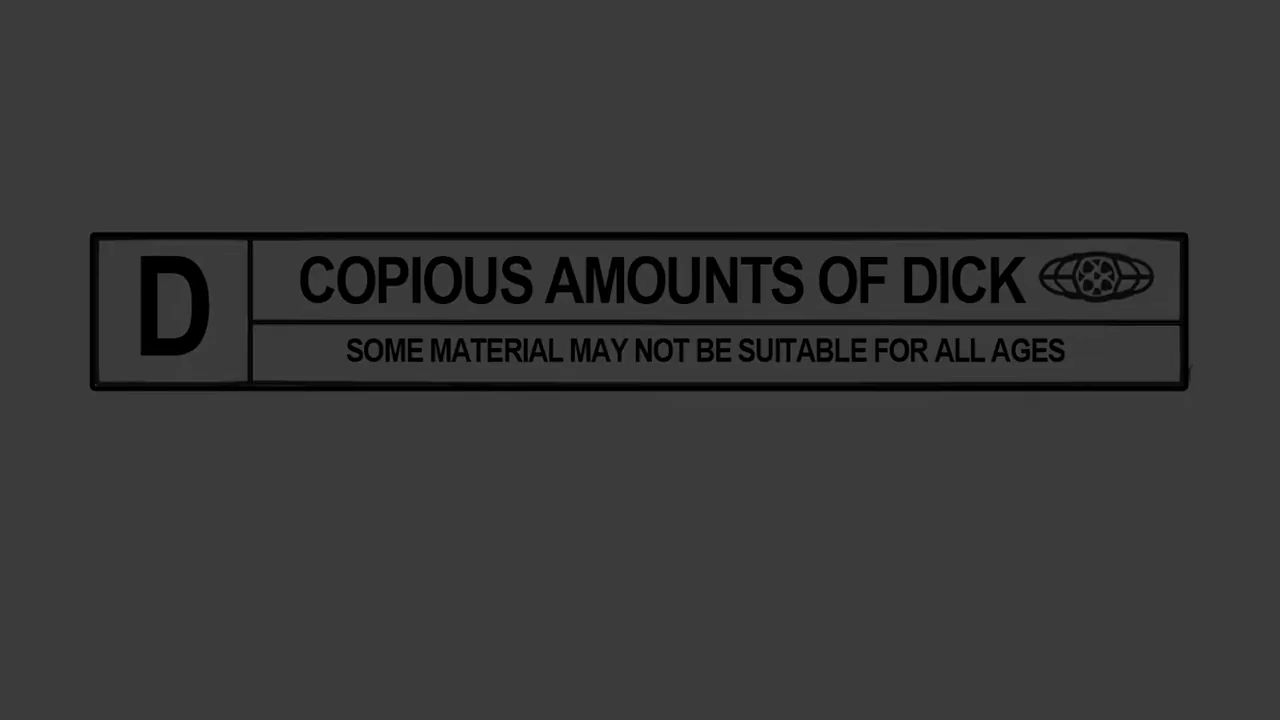 D
COPIOUS AMOUNTS OF DICK
SOME MATERIAL MAY NOT BE SUITABLE FOR ALL AGES